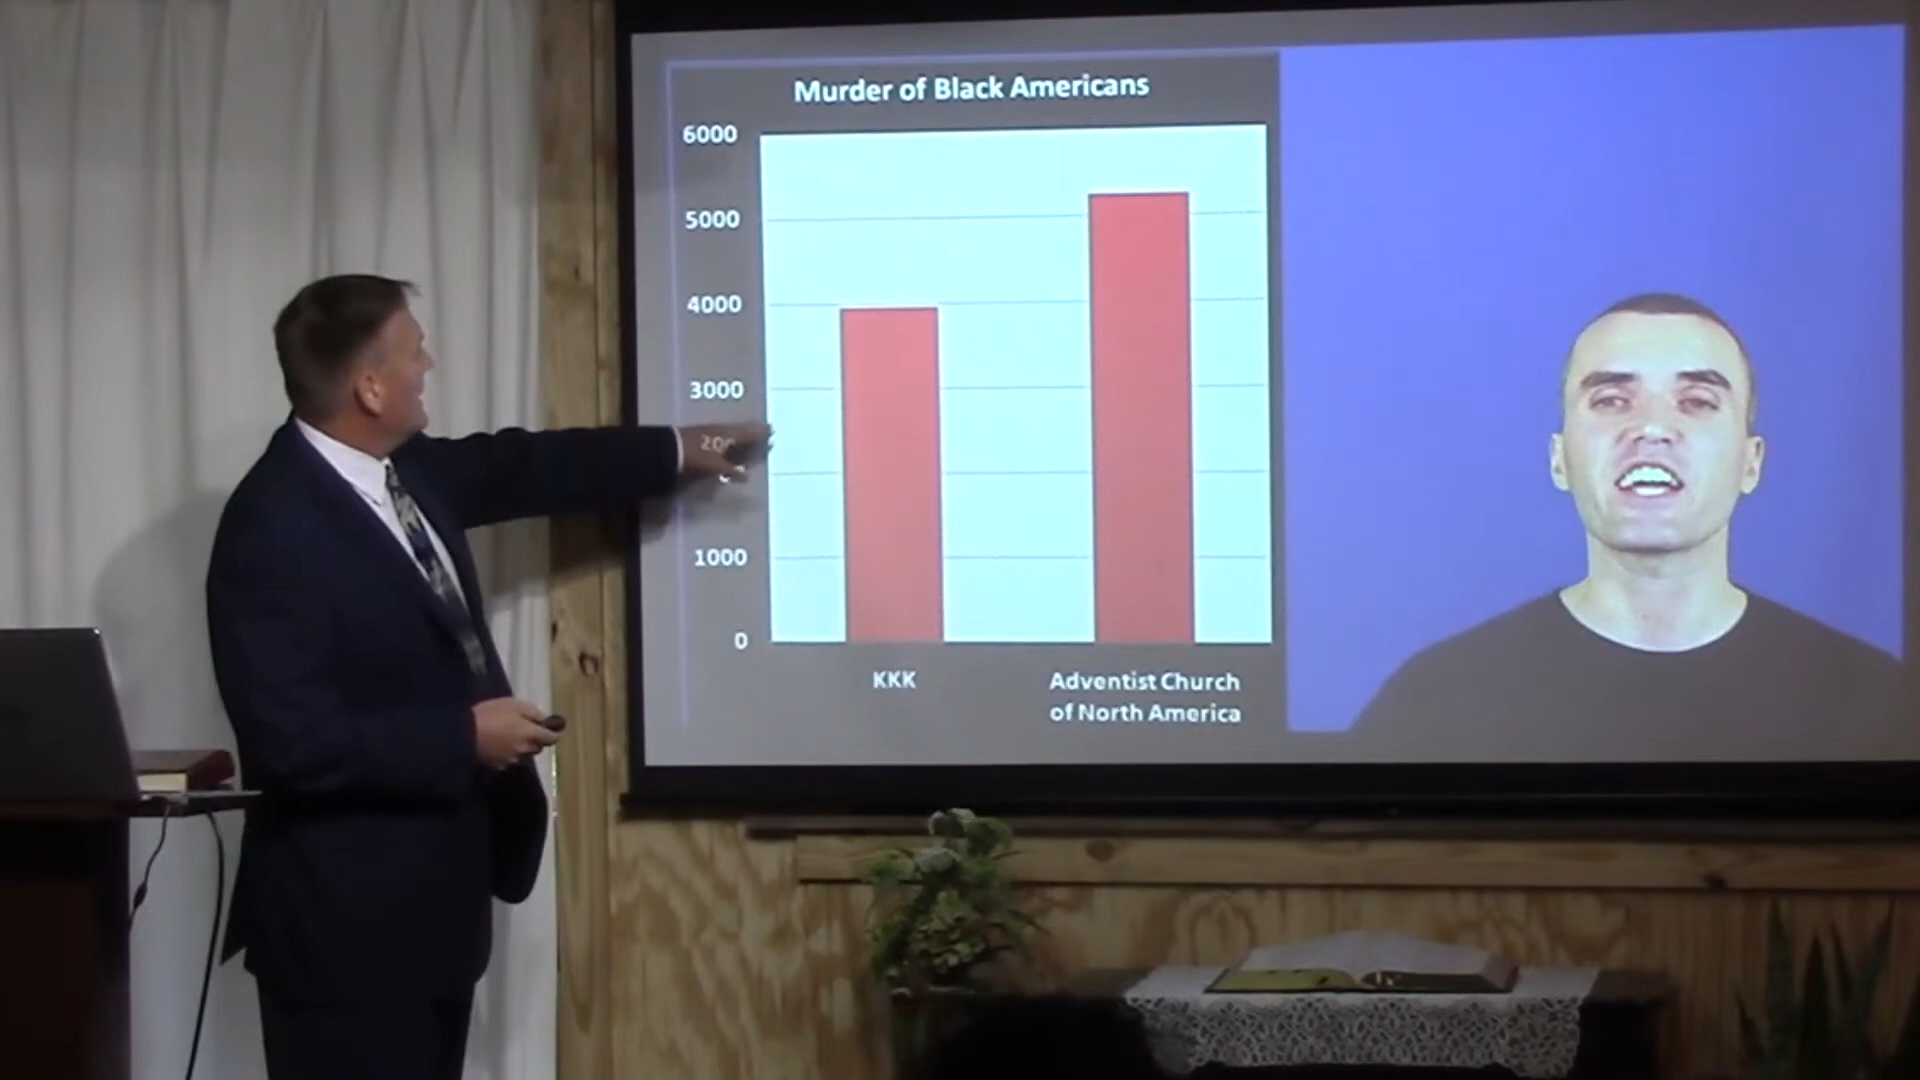 Murder of Black Americans
6000
5000
4000
3000
1000
0
KKK
Adventist Church
of North America